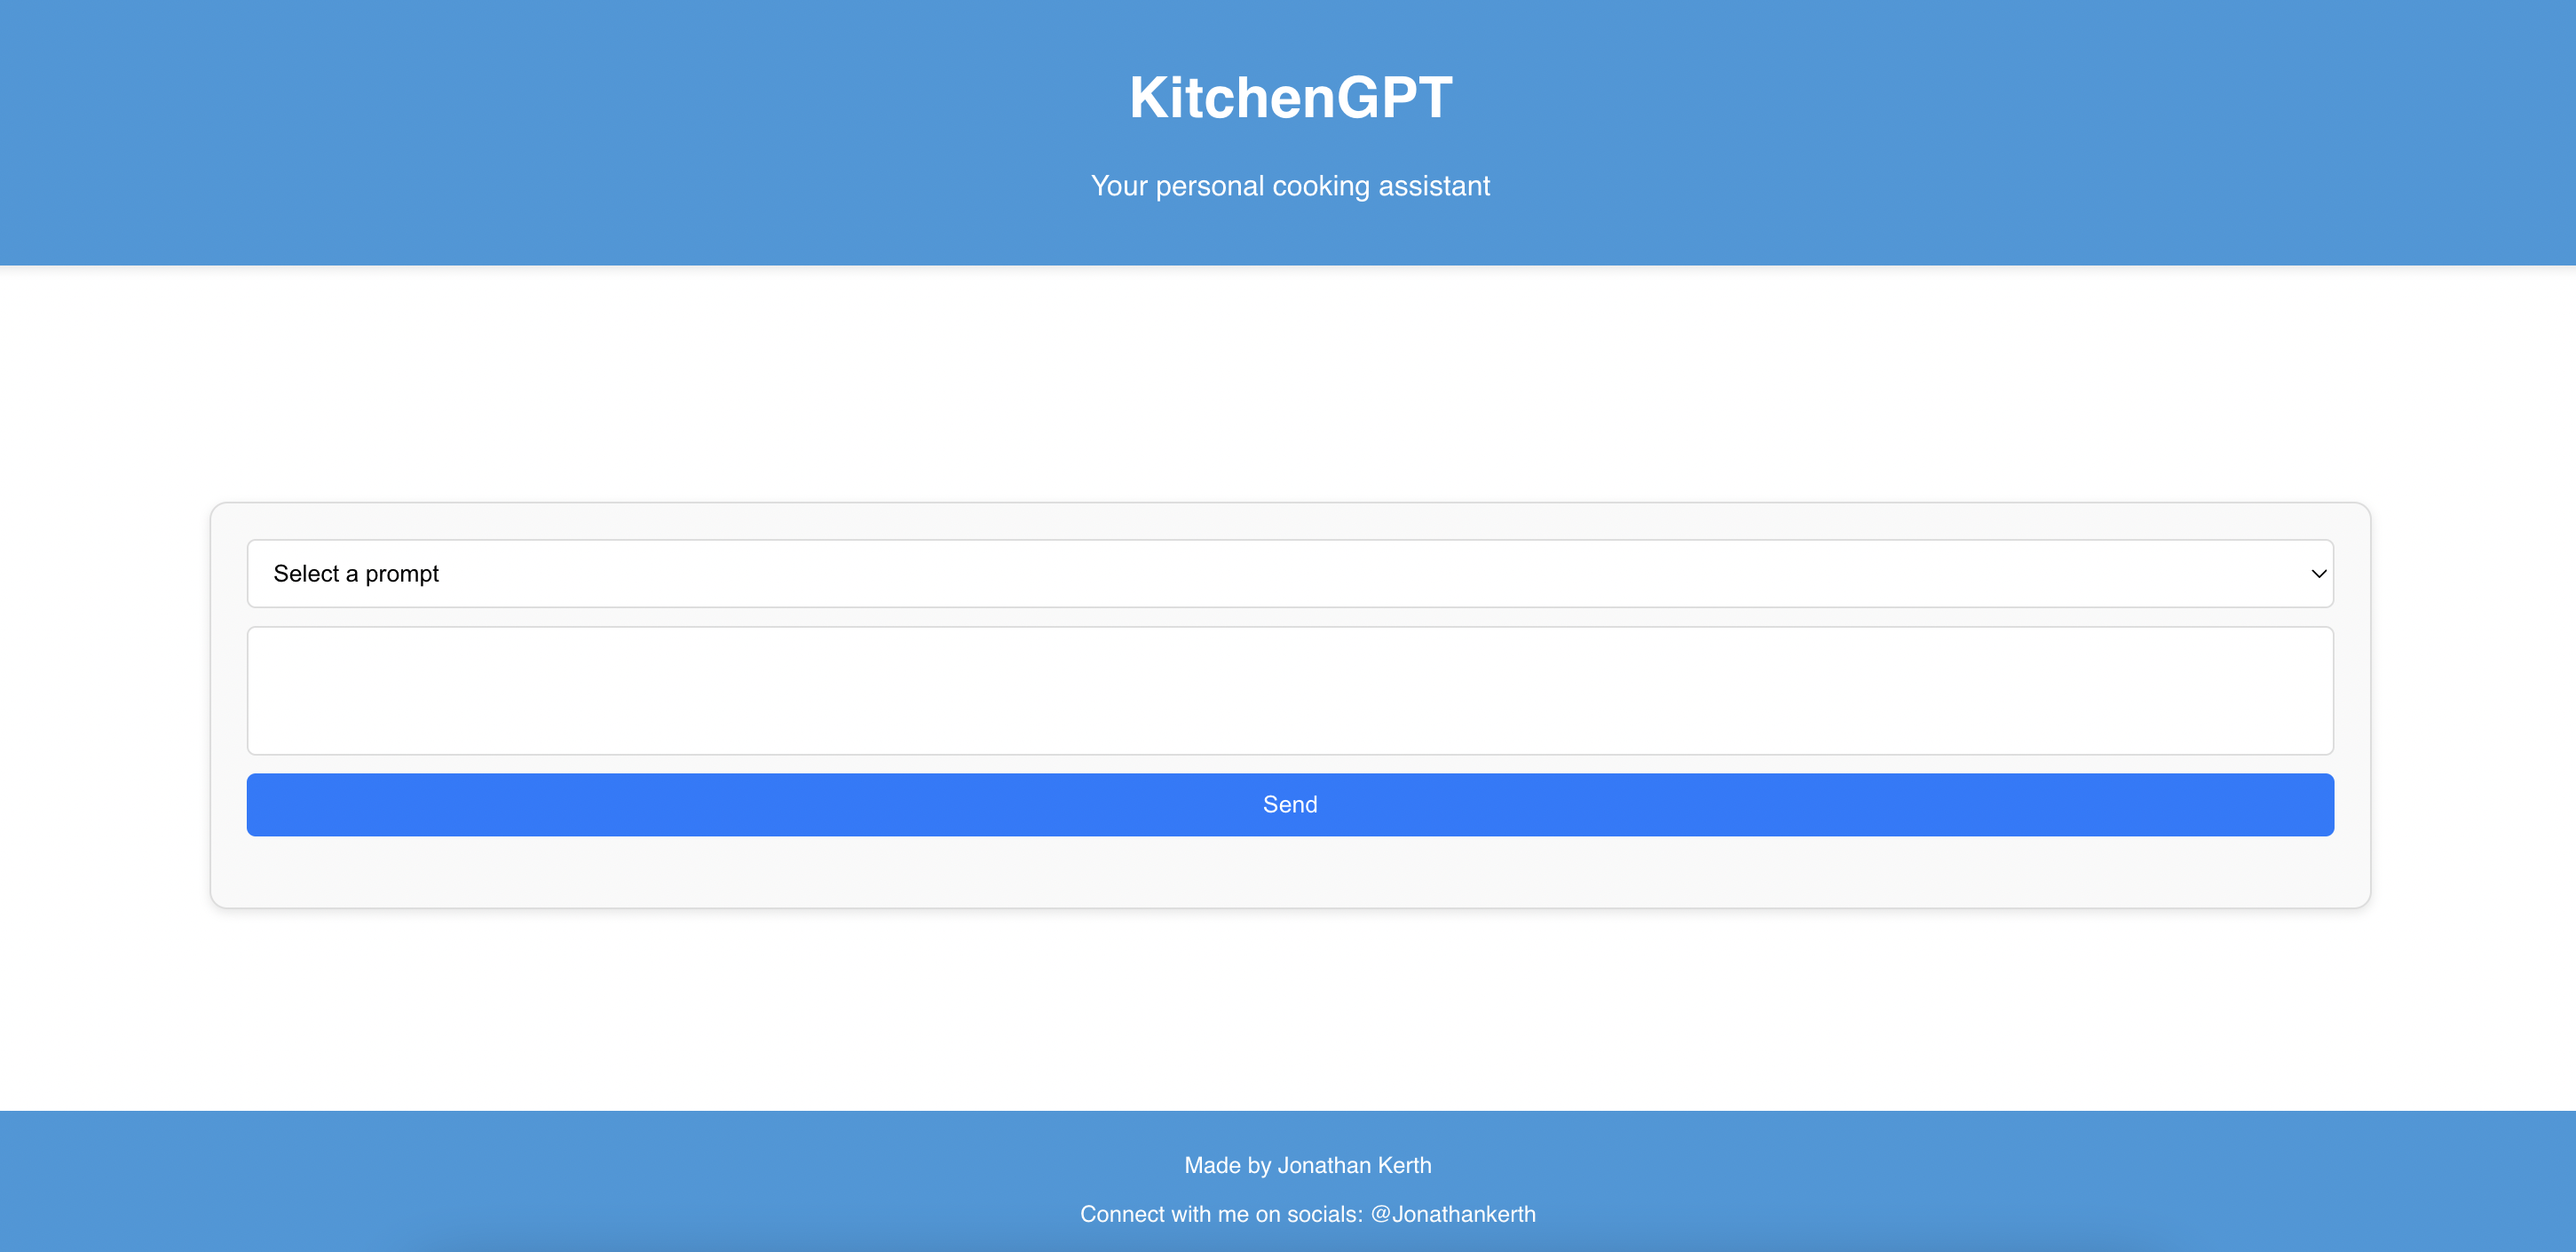 KitchenGPT
Your personal cooking assistant
Select a prompt
Send
Made by Jonathan Kerth
Connect with me on socials: @Jonathankerth